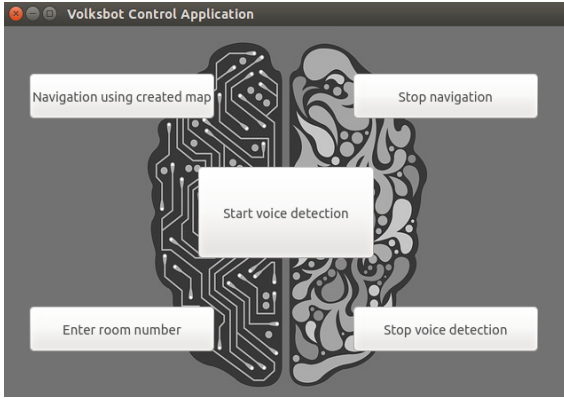 Volksbot Control Application
Navigation using created map
Stop navigation
Start voice detection
Enter room number
Stop voice detection